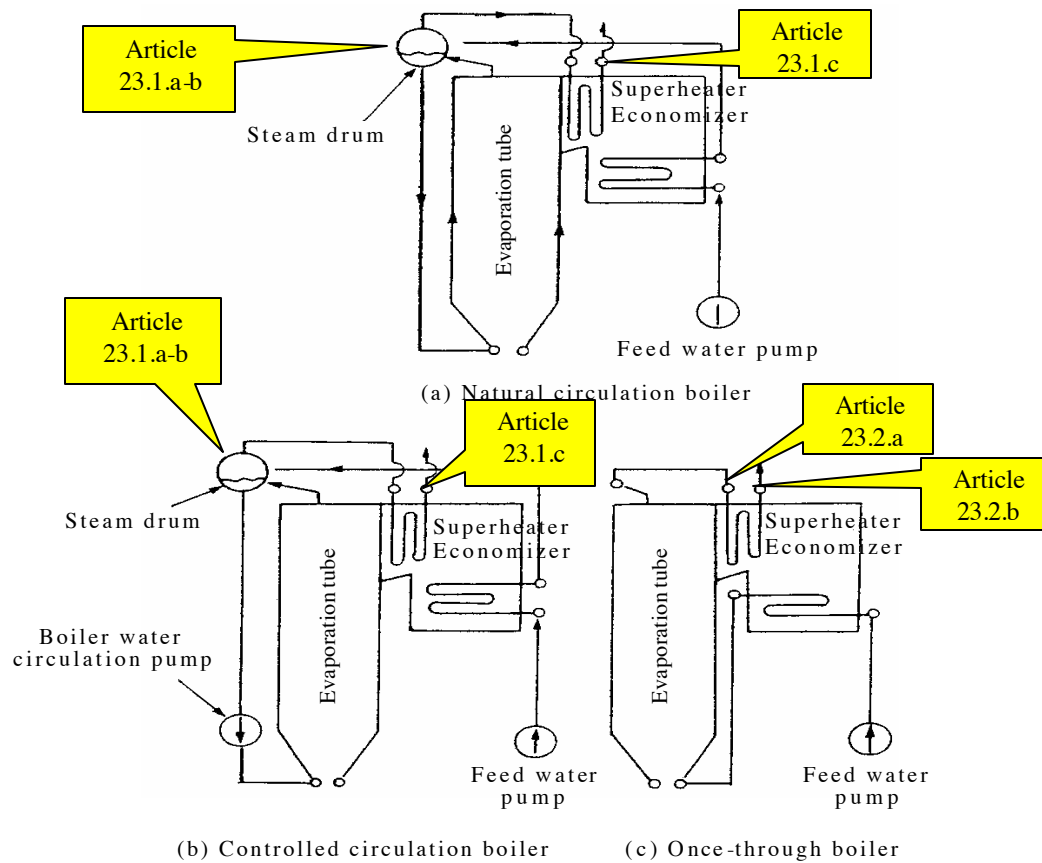 Article
23.1.a-b
Article
23.1.c
Superheater
Economizer
Steam drum
Evaporation tube
Feed water pump
(a) Natural circulation boiler
Article
23.1.a-b
Article
23.1.c
Steam drum
Superheater
Economizer
Evaporation tube
Boiler water
circulation pump
Feed water
pump
(b) Controlled circulation boiler
Article
23.2.a
Article
23.2.b
Superheater
Economizer
Evaporation tube
Feed water
pump
(c) Once-through boiler